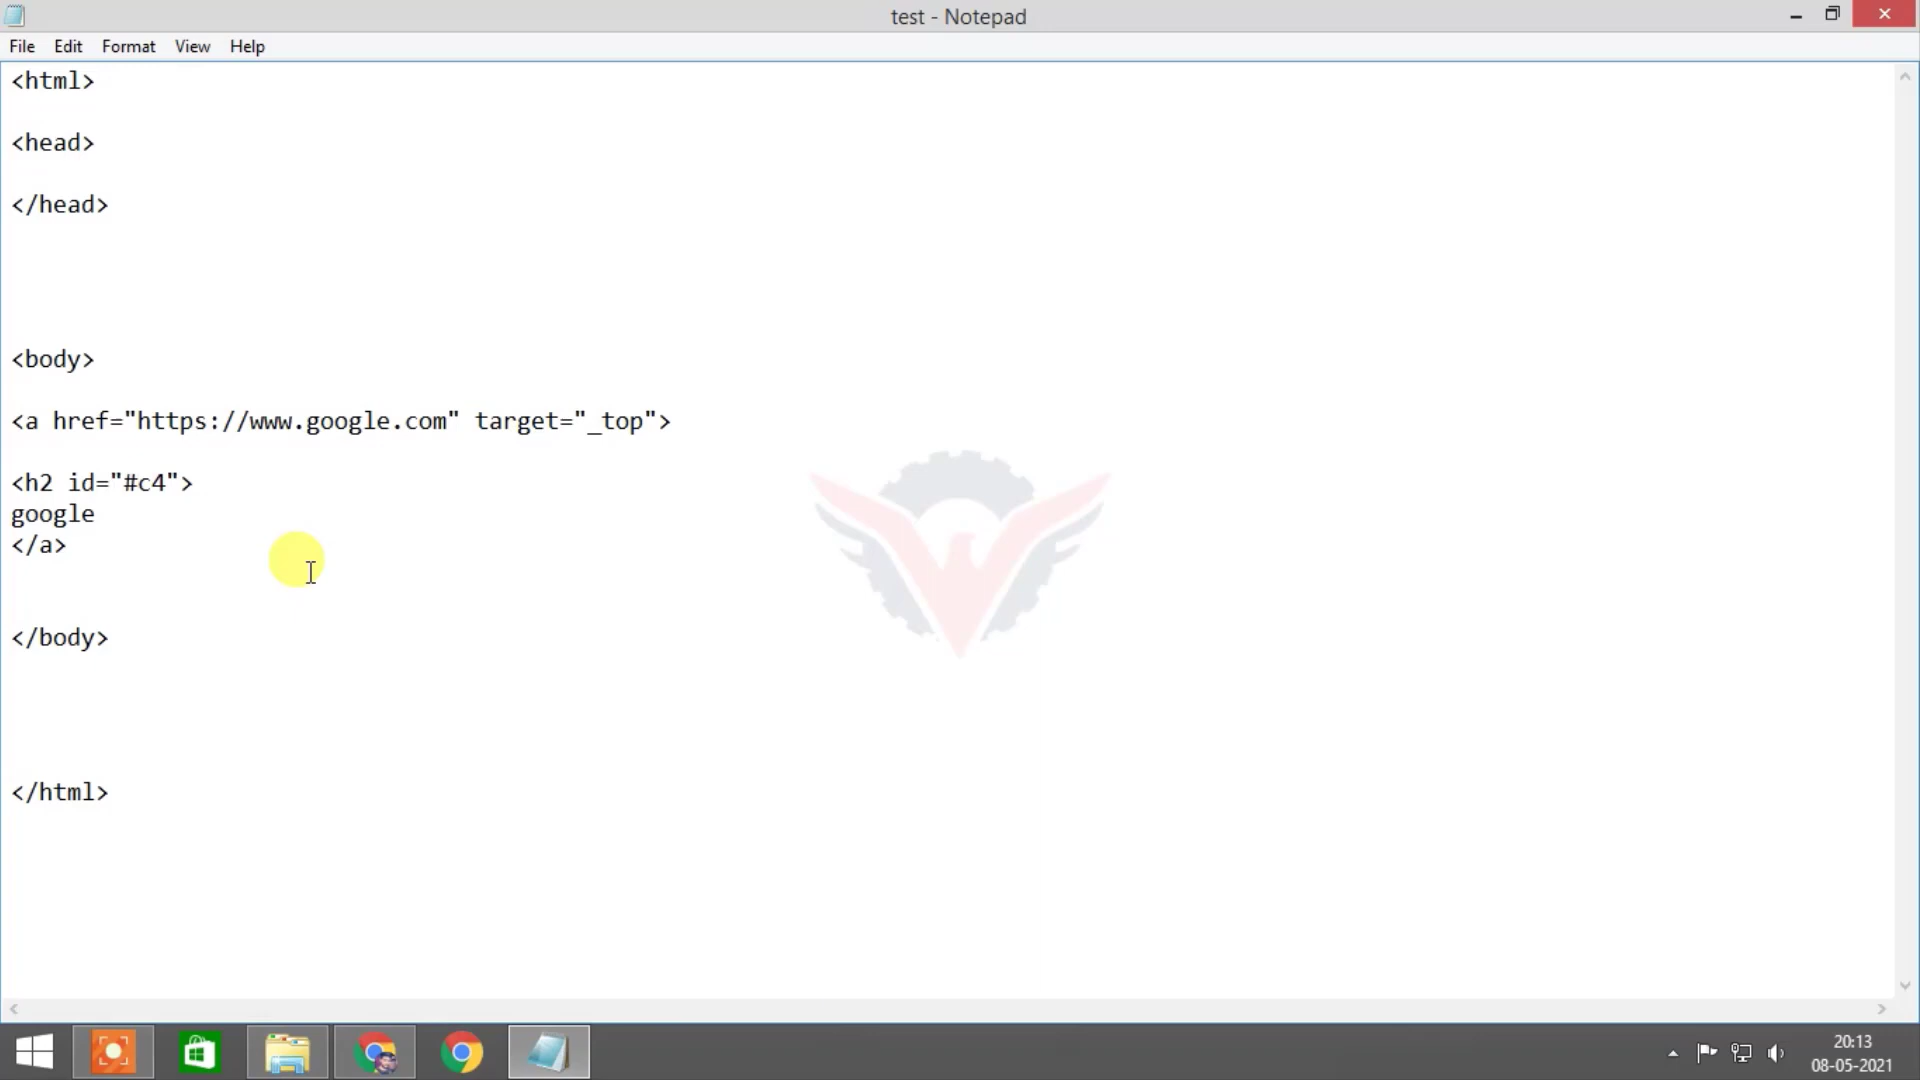 test - Notepad
File Edit Format View Help
<html>
<head>
</head>
<body>
<a href="https://www.google.com" target="_top">
<h2 id="#c4">
google
</a>
</body>
</html>
20:13
08-05-2021